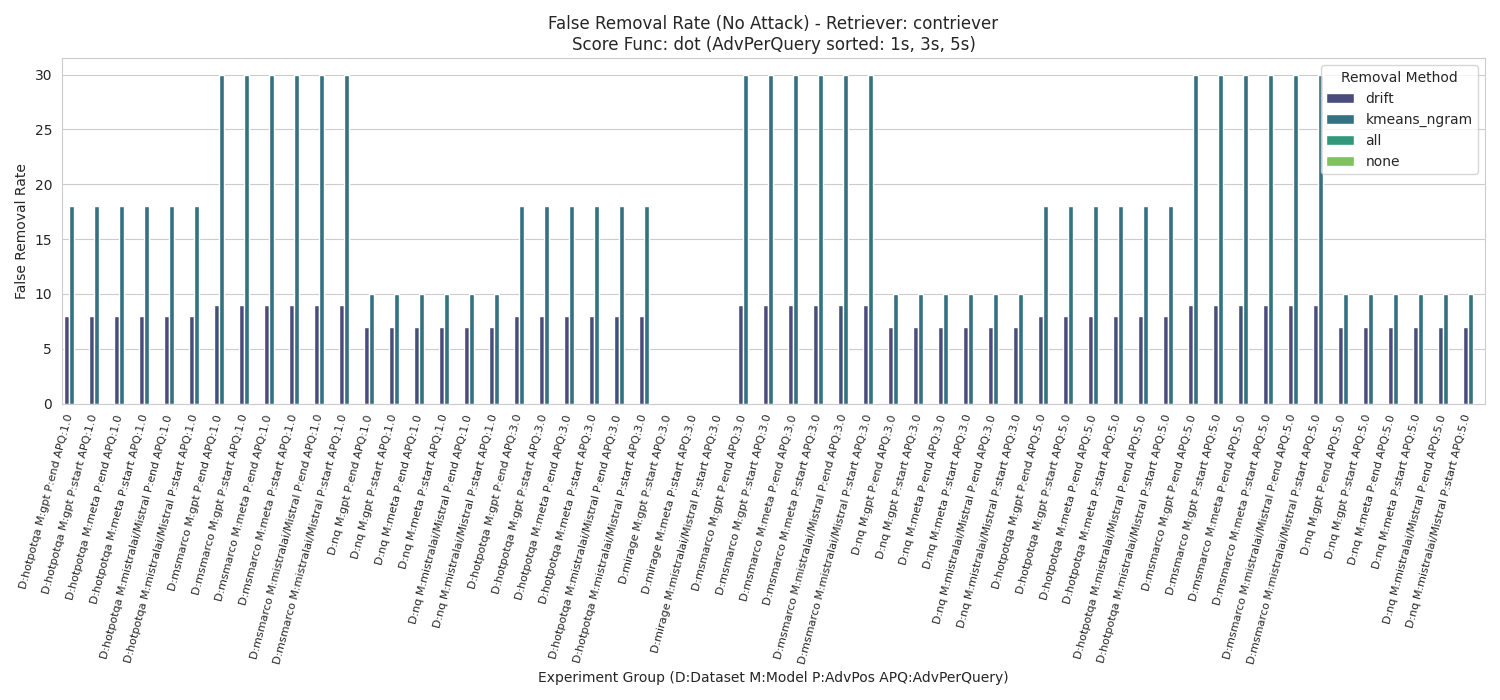 False Removal Rate (No Attack) - Retriever: contriever
Score Func: dot (AdvPerQuery sorted: 1s, 3s, 5s)
False Removal Rate
30
25
20
15
10
5
0
Removal Method
drift
kmeans_ngram
all
none
D:hotpotqa M:gpt P:end APQ:1.0
D:hotpotqa M:gpt P:start APQ:1.0
D:hotpotqa M:meta P:end APQ:1.0
D:hotpotqa M:meta P:start APQ:1.0
D:hotpotqa M:mistralai/Mistral P:end APQ:1.0
D:hotpotqa M:mistralai/Mistral P:start APQ:1.0
D:msmarco M:gpt P:end APQ:1.0
D:msmarco M:gpt P:start APQ:1.0
D:msmarco M:meta P:end APQ:1.0
D:msmarco M:meta P:start APQ:1.0
D:msmarco M:mistralai/Mistral P:end APQ:1.0
D:msmarco M:mistralai/Mistral P:start APQ:1.0
D:nq M:gpt P:end APQ:1.0
D:nq M:gpt P:start APQ:1.0
D:nq M:meta P:end APQ:1.0
D:nq M:meta P:start APQ:1.0
D:nq M:mistralai/Mistral P:end APQ:1.0
D:nq M:mistralai/Mistral P:start APQ:1.0
D:hotpotqa M:gpt P:end APQ:3.0
D:hotpotqa M:gpt P:start APQ:3.0
D:hotpotqa M:meta P:end APQ:3.0
D:hotpotqa M:meta P:start APQ:3.0
D:hotpotqa M:mistralai/Mistral P:end APQ:3.0
D:hotpotqa M:mistralai/Mistral P:start APQ:3.0
D:mirage M:gpt P:start APQ:3.0
D:mirage M:meta P:start APQ:3.0
D:mirage M:mistralai/Mistral P:start APQ:3.0
D:msmarco M:gpt P:end APQ:3.0
D:msmarco M:gpt P:start APQ:3.0
D:msmarco M:meta P:end APQ:3.0
D:msmarco M:meta P:start APQ:3.0
D:msmarco M:mistralai/Mistral P:end APQ:3.0
D:msmarco M:mistralai/Mistral P:start APQ:3.0
D:nq M:gpt P:end APQ:3.0
D:nq M:gpt P:start APQ:3.0
D:nq M:meta P:end APQ:3.0
D:nq M:meta P:start APQ:3.0
D:nq M:mistralai/Mistral P:end APQ:3.0
D:nq M:mistralai/Mistral P:start APQ:3.0
D:hotpotqa M:gpt P:end APQ:5.0
D:hotpotqa M:gpt P:start APQ:5.0
D:hotpotqa M:meta P:end APQ:5.0
D:hotpotqa M:meta P:start APQ:5.0
D:hotpotqa M:mistralai/Mistral P:end APQ:5.0
D:hotpotqa M:mistralai/Mistral P:start APQ:5.0
D:msmarco M:gpt P:end APQ:5.0
D:msmarco M:gpt P:start APQ:5.0
D:msmarco M:meta P:end APQ:5.0
D:msmarco M:meta P:start APQ:5.0
D:msmarco M:mistralai/Mistral P:end APQ:5.0
D:msmarco M:mistralai/Mistral P:start APQ:5.0
D:nq M:gpt P:end APQ:5.0
D:nq M:gpt P:start APQ:5.0
D:nq M:meta P:end APQ:5.0
D:nq M:meta P:start APQ:5.0
D:nq M:mistralai/Mistral P:end APQ:5.0
D:nq M:mistralai/Mistral P:start APQ:5.0
Experiment Group (D:Dataset M:Model P:AdvPos APQ:AdvPerQuery)